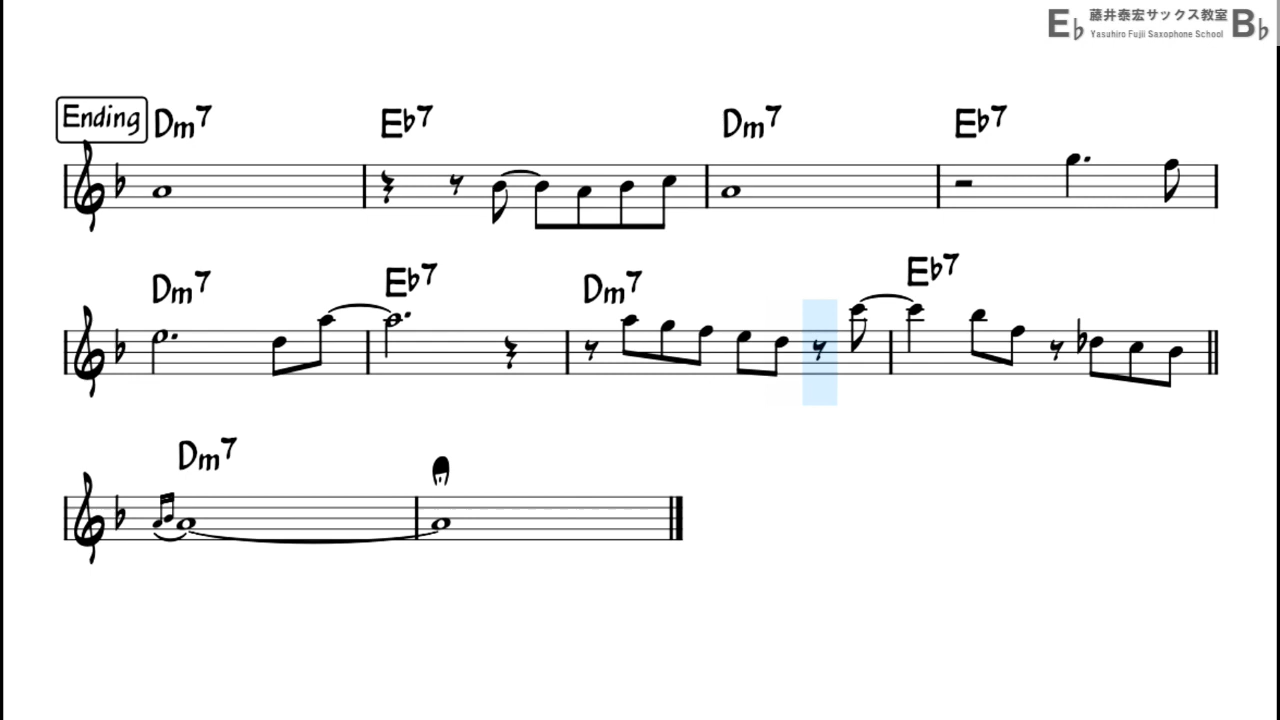 E♭ 藤井泰宏サックス教室 B♭
Yasuhiro Fujii Saxophone School
Ending Dm7 E♭7 Dm7 E♭7
Dm7 E♭7 Dm7 E♭7
Dm7